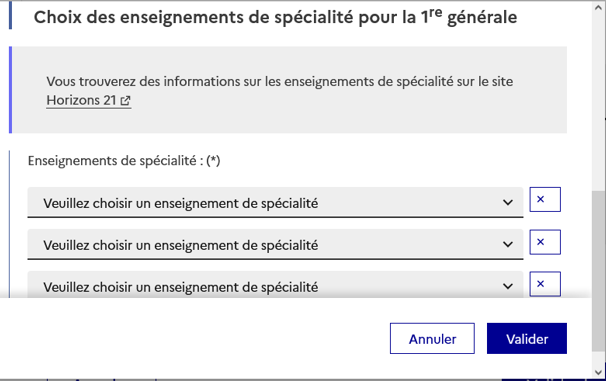 Choix des enseignements de spécialité pour la 1re générale
Vous trouverez des informations sur les enseignements de spécialité sur le site
Horizons 21
Enseignements de spécialité : (*)
Veuillez choisir un enseignement de spécialité
×
Veuillez choisir un enseignement de spécialité
×
Veuillez choisir un enseignement de spécialité
×
Annuler
Valider